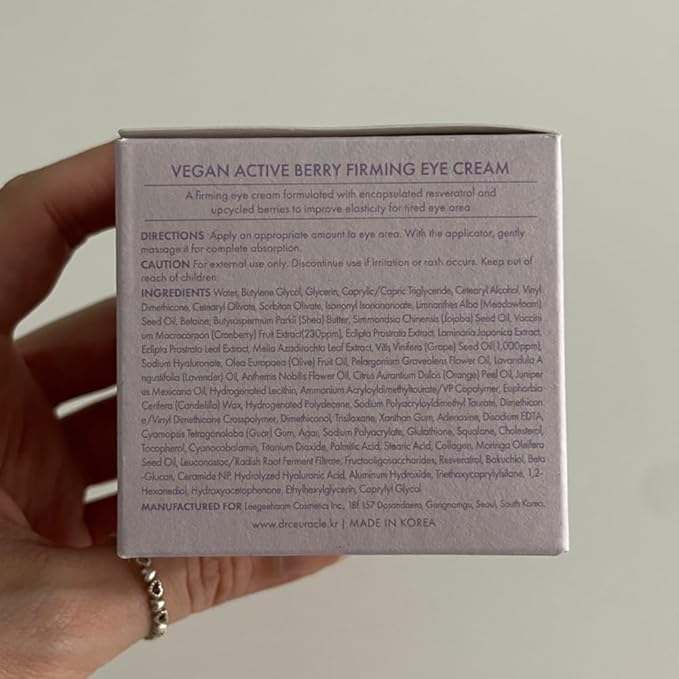 VEGAN ACTIVE BERRY FIRMING EYE CREAM
A firming eye cream formulated with encapsulated resveratrol and
upcycled berries to improve elasticity for tired eye area
DIRECTIONS Apply an appropriate amount to eye area. With the applicator, gently
massage it for complete absorption.
CAUTION For external use only. Discontinue use if irritation or rash occurs. Keep out of
reach of children.
INGREDIENTS Water, Butylene Glycol, Glycerin, Caprylic/Capric Triglyceride, Cetearyl Alcohol, Vinyl
Dimethicone, Cetearyl Olivate, Sorbitan Olivate, Isononyl Isononanoate, Limnanthes Alba (Meadowfoam)
Seed Oil, Betaine, Butyrospermum Parkii (Shea) Butter, Simmondsia Chinensis (Jojoba) Seed Oil, Vaccini
um Macrocarpon (Cranberry) Fruit Extract(230ppm), Eclipta Prostrata Extract, Laminaria Japonica Extract,
Eclipta Prostrata Leaf Extract, Melia Azadirachta Leaf Extract, Vitis Vinifera (Grape) Seed Oil(1,000ppm),
Sodium Hyaluronate, Olea Europaea (Olive) Fruit Oil, Pelargonium Graveolens Flower Oil, Lavandula A
ngustifolia (Lavender) Oil, Anthemis Nobilis Flower Oil, Citrus Aurantium Dulcis (Orange) Peel Oil, Juniper
us Mexicana Oil, Hydrogenated Lecithin, Ammonium Acryloyldimethyltaurate/VP Copolymer, Euphorbia
Cerifera (Candelilla) Wax, Hydrogenated Polydecene, Sodium Polyacryloyldimethyl Taurate, Dimethicon
e/Vinyl Dimethicone Crosspolymer, Dimethiconol, Trisiloxane, Xanthan Gum, Adenosine, Disodium EDTA,
Cyamopsis Tetragonoloba (Guar) Gum, Agar, Sodium Polyacrylate, Glutathione, Squalane, Cholesterol,
Tocopherol, Cyanocobalamin, Titanium Dioxide, Palmitic Acid, Stearic Acid, Collagen, Moringa Oleifera
Seed Oil, Leuconostoc/Radish Root Ferment Filtrate, Fructooligosaccharides, Resveratrol, Bakuchiol, Beta
-Glucan, Ceramide NP, Hydrolyzed Hyaluronic Acid, Aluminum Hydroxide, Triethoxycaprylylsilane, 1,2-
Hexanediol, Hydroxyacetophenone, Ethylhexylglycerin, Caprylyl Glycol
MANUFACTURED FOR Leegeehaam Cosmetics Inc., 18f 157 Dosandaero, Gangnamgu, Seoul, South Korea.
www.drceuracle.kr | MADE IN KOREA